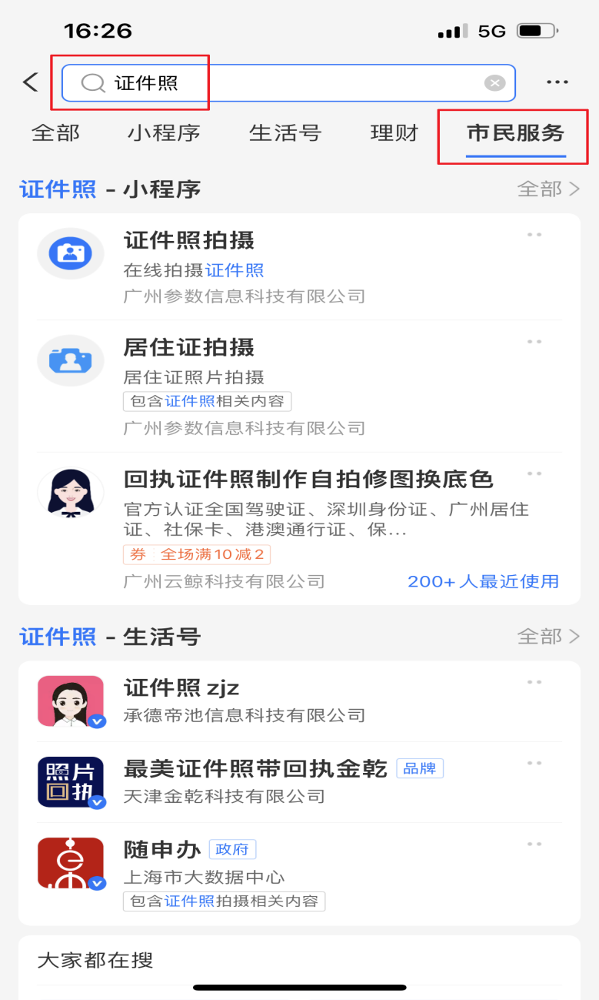 16:26
5G
证件照
全部 小程序 生活号 理财 市民服务
证件照 - 小程序 全部
证件照拍摄
在线拍摄证件照
广州参数信息科技有限公司
居住证拍摄
居住证照片拍摄
包含证件照相关内容
广州参数信息科技有限公司
回执证件照制作自拍修图换底色
官方认证全国驾驶证、深圳身份证、广州居住
证、社保卡、港澳通行证、保...
券 全场满10减2
广州云鲸科技有限公司 200+人最近使用
证件照 - 生活号 全部
证件照 zjz
承德帝池信息科技有限公司
照片
回执
最美证件照带回执金乾 品牌
天津金乾科技有限公司
随申办 政府
上海市大数据中心
包含证件照拍摄相关内容
大家都在搜